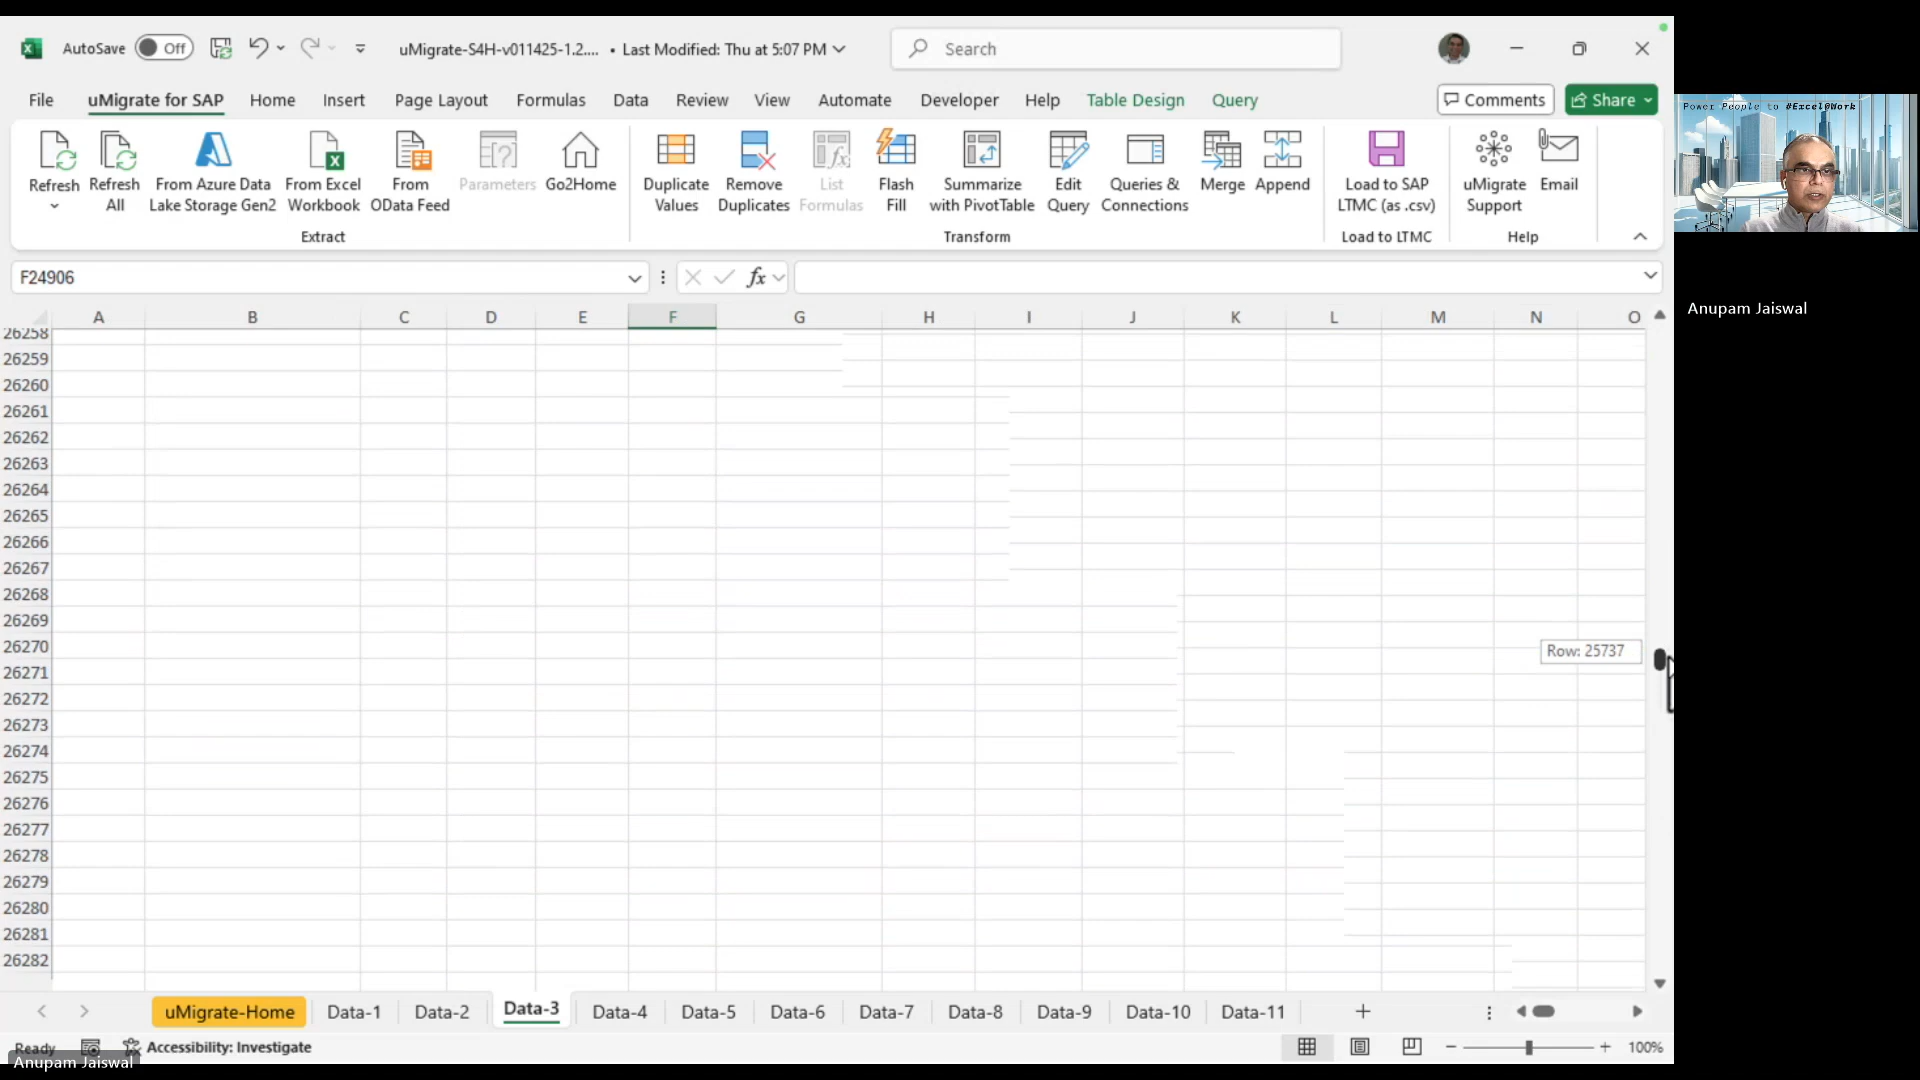 AutoSave Off uMigrate-S4H-v011425-1.2.... • Last Modified: Thu at 5:07 PM Search
File uMigrate for SAP Home Insert Page Layout Formulas Data Review View Automate Developer Help Table Design Query Comments Share
Refresh Refresh All From Azure Data Lake Storage Gen2 From Excel Workbook From OData Feed Parameters Go2Home Duplicate Values Remove Duplicates List Formulas Flash Fill Summarize with PivotTable Edit Query Queries & Connections Merge Append Load to SAP LTMC (as .csv) uMigrate Support Email
Extract Transform Load to LTMC Help
F24906 fx
A B C D E F G H I J K L M N O
26258
26259
26260
26261
26262
26263
26264
26265
26266
26267
26268
26269
26270
Row: 25737
26271
26272
26273
26274
26275
26276
26277
26278
26279
26280
26281
26282
uMigrate-Home Data-1 Data-2 Data-3 Data-4 Data-5 Data-6 Data-7 Data-8 Data-9 Data-10 Data-11
Ready Accessibility: Investigate 100%
Anupam Jaiswal
Power People to #Excel@Work
Anupam Jaiswal